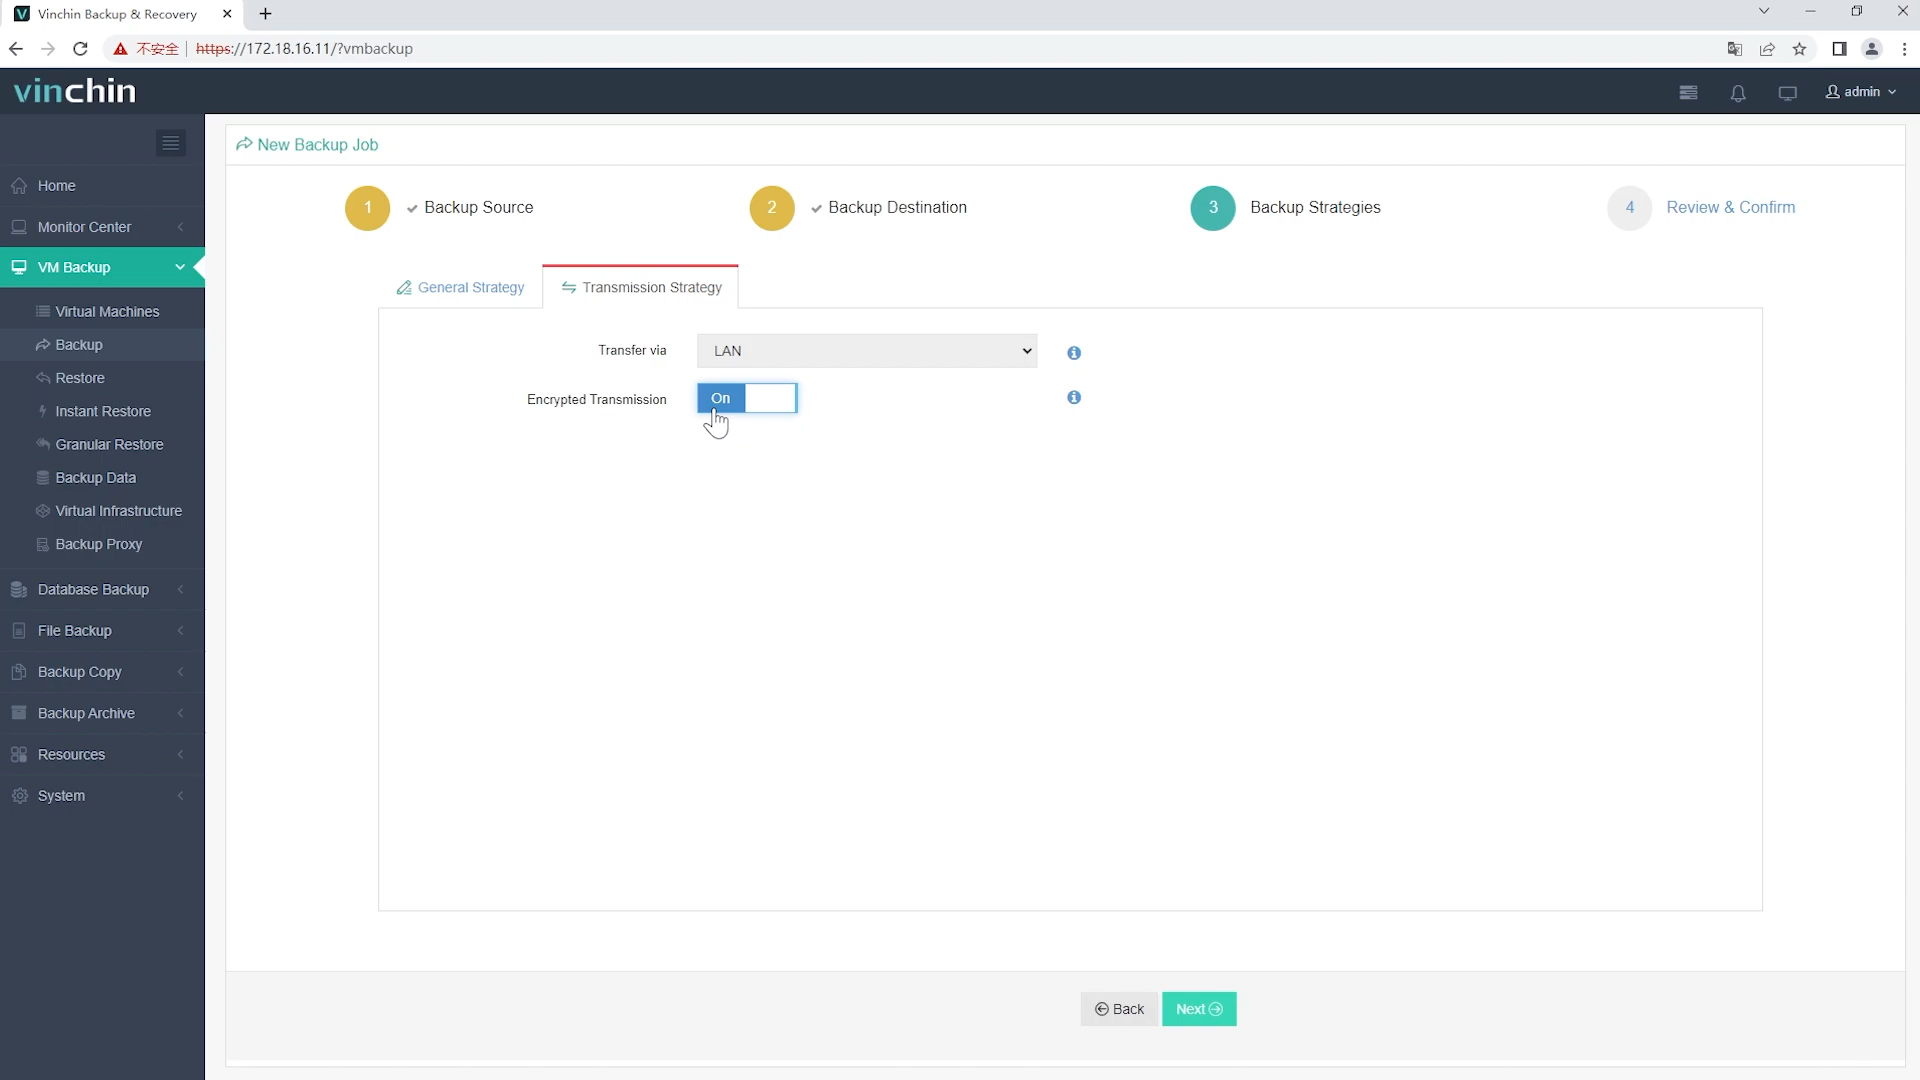 Vinchin Backup & Recovery
不安全 https://172.18.16.11/?vmbackup
vinchin
admin
New Backup Job
Home
Monitor Center
VM Backup
Virtual Machines
Backup
Restore
Instant Restore
Granular Restore
Backup Data
Virtual Infrastructure
Backup Proxy
Database Backup
File Backup
Backup Copy
Backup Archive
Resources
System
1 Backup Source
2 Backup Destination
3 Backup Strategies
4 Review & Confirm
General Strategy
Transmission Strategy
Transfer via LAN
Encrypted Transmission On
Back
Next